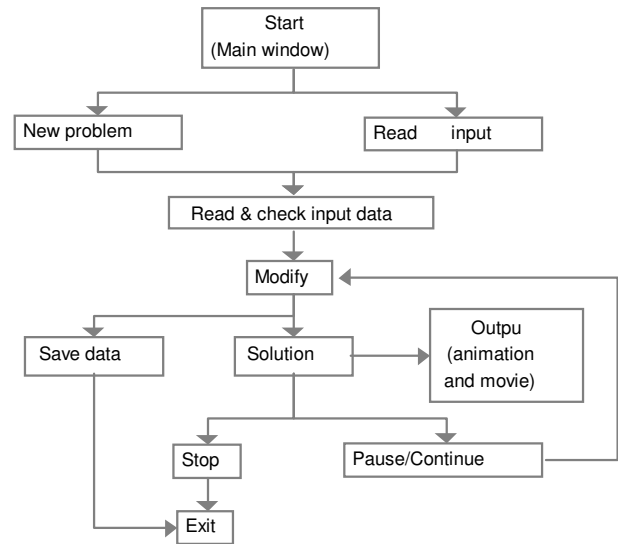 Start
(Main window)
New problem
Read input
Read & check input data
Modify
Save data
Solution
Outpu
(animation
and movie)
Stop
Pause/Continue
Exit